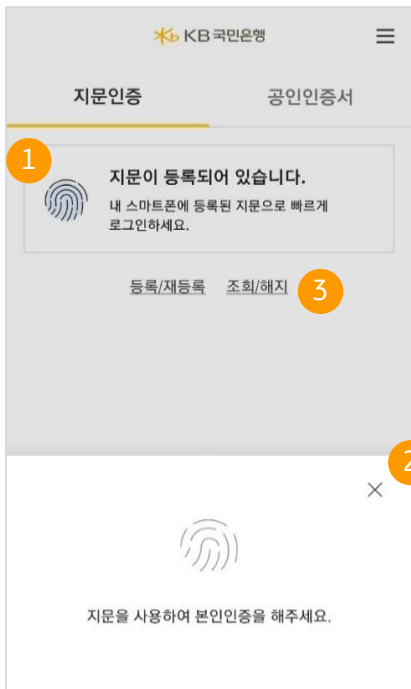 KB국민은행
지문인증 공인인증서
1
지문이 등록되어 있습니다.
내 스마트폰에 등록된 지문으로 빠르게
로그인하세요.
등록/재등록 조회/해지 3
2
지문을 사용하여 본인인증을 해주세요.